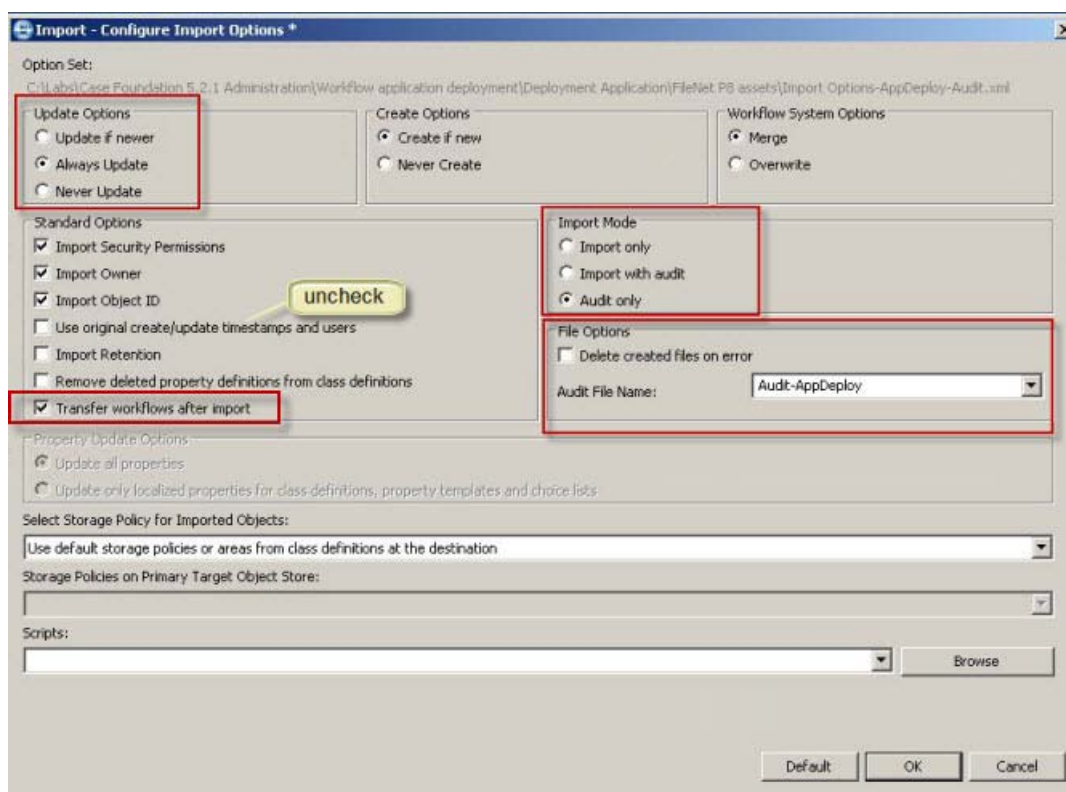 Import - Configure Import Options *
Option Set:
C:\Labs\Case Foundation 5.2.1 Administration\Workflow application deployment\Deployment Application\FileNet P8 assets\Import Options-AppDeploy-Audit.xml
Update Options
Update if newer
Always Update
Never Update
Create Options
Create if new
Never Create
Workflow System Options
Merge
Overwrite
Standard Options
Import Security Permissions
Import Owner
Import Object ID
uncheck
Use original create/update timestamps and users
Import Retention
Remove deleted property definitions from class definitions
Transfer workflows after import
Import Mode
Import only
Import with audit
Audit only
File Options
Delete created files on error
Audit File Name: Audit-AppDeploy
Property Update Options
Update all properties
Update only localized properties for class definitions, property templates and choice lists
Select Storage Policy for Imported Objects:
Use default storage policies or areas from class definitions at the destination
Storage Policies on Primary Target Object Store:
Scripts:
Browse
Default OK Cancel